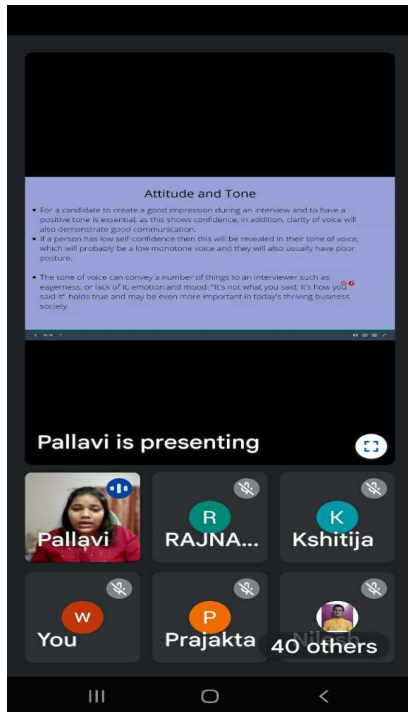 Attitude and Tone
• For a candidate to create a good impression during an interview and to have a
positive tone is essential, as this shows confidence, in addition, clarity of voice will
also demonstrate good communication.
• If a person has low self-confidence then this will be revealed in their tone of voice,
which will probably be a low monotone voice and they will also usually have poor
posture.
• The tone of voice can convey a number of things to an interviewer such as
eagerness, or lack of it, emotion and mood. "It's not what you said, it's how you
said it" holds true and may be even more important in today's thriving business
society.
Pallavi is presenting
Pallavi
R
RAJNA...
K
Kshitija
W
You
P
Prajakta
40 others